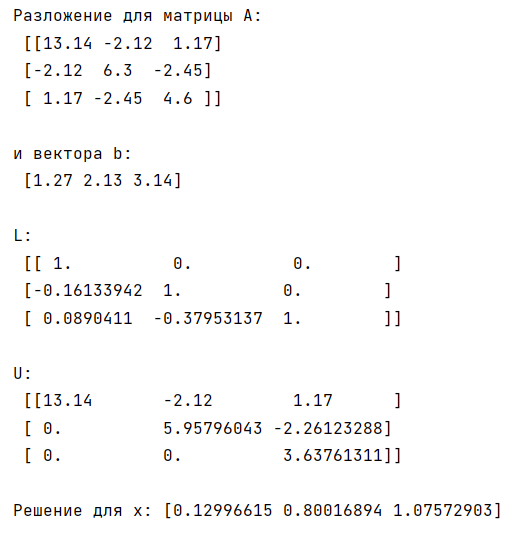 Разложение для матрицы A:
[[13.14 -2.12  1.17]
[-2.12  6.3  -2.45]
[ 1.17 -2.45  4.6 ]]
и вектора b:
[1.27 2.13 3.14]
L:
[[ 1.          0.          0.        ]
[-0.16133942  1.          0.        ]
[ 0.0890411  -0.37953137  1.        ]]
U:
[[13.14       -2.12        1.17      ]
[ 0.          5.95796043 -2.26123288]
[ 0.          0.          3.63761311]]
Решение для x: [0.12996615 0.80016894 1.07572903]